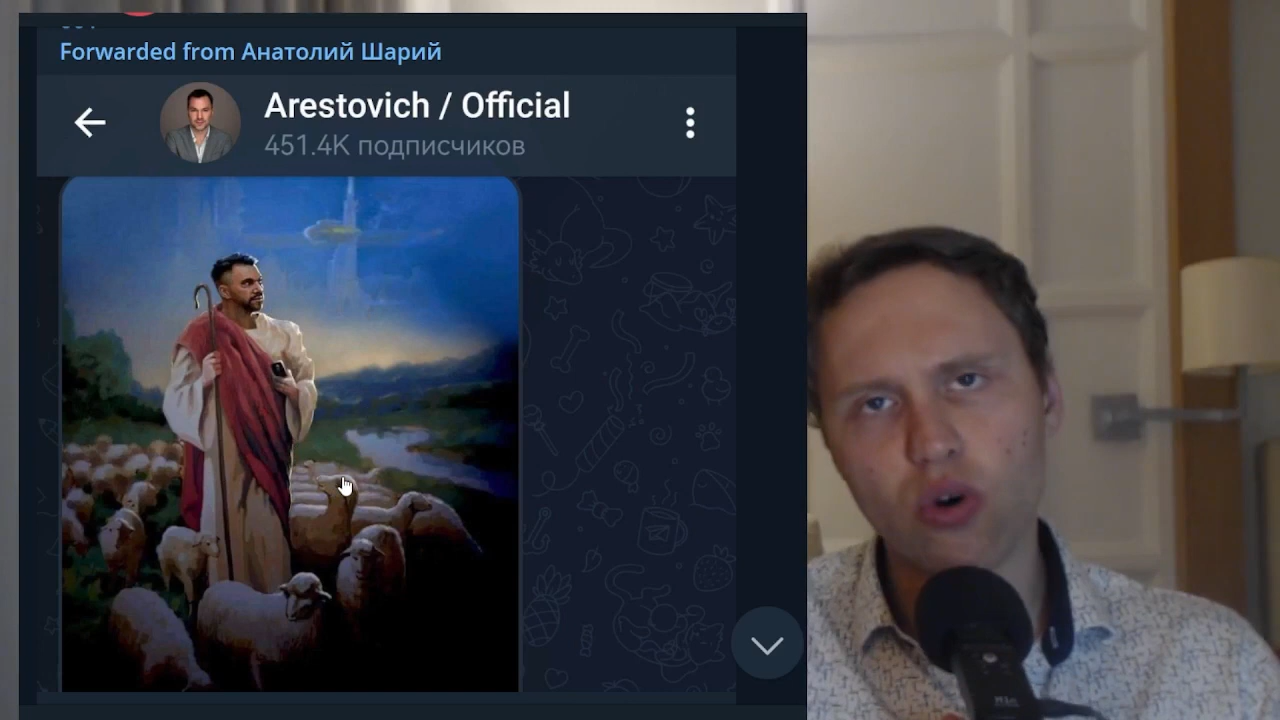 Forwarded from Анатолий Шарий
Arestovich / Official
451.4K подписчиков